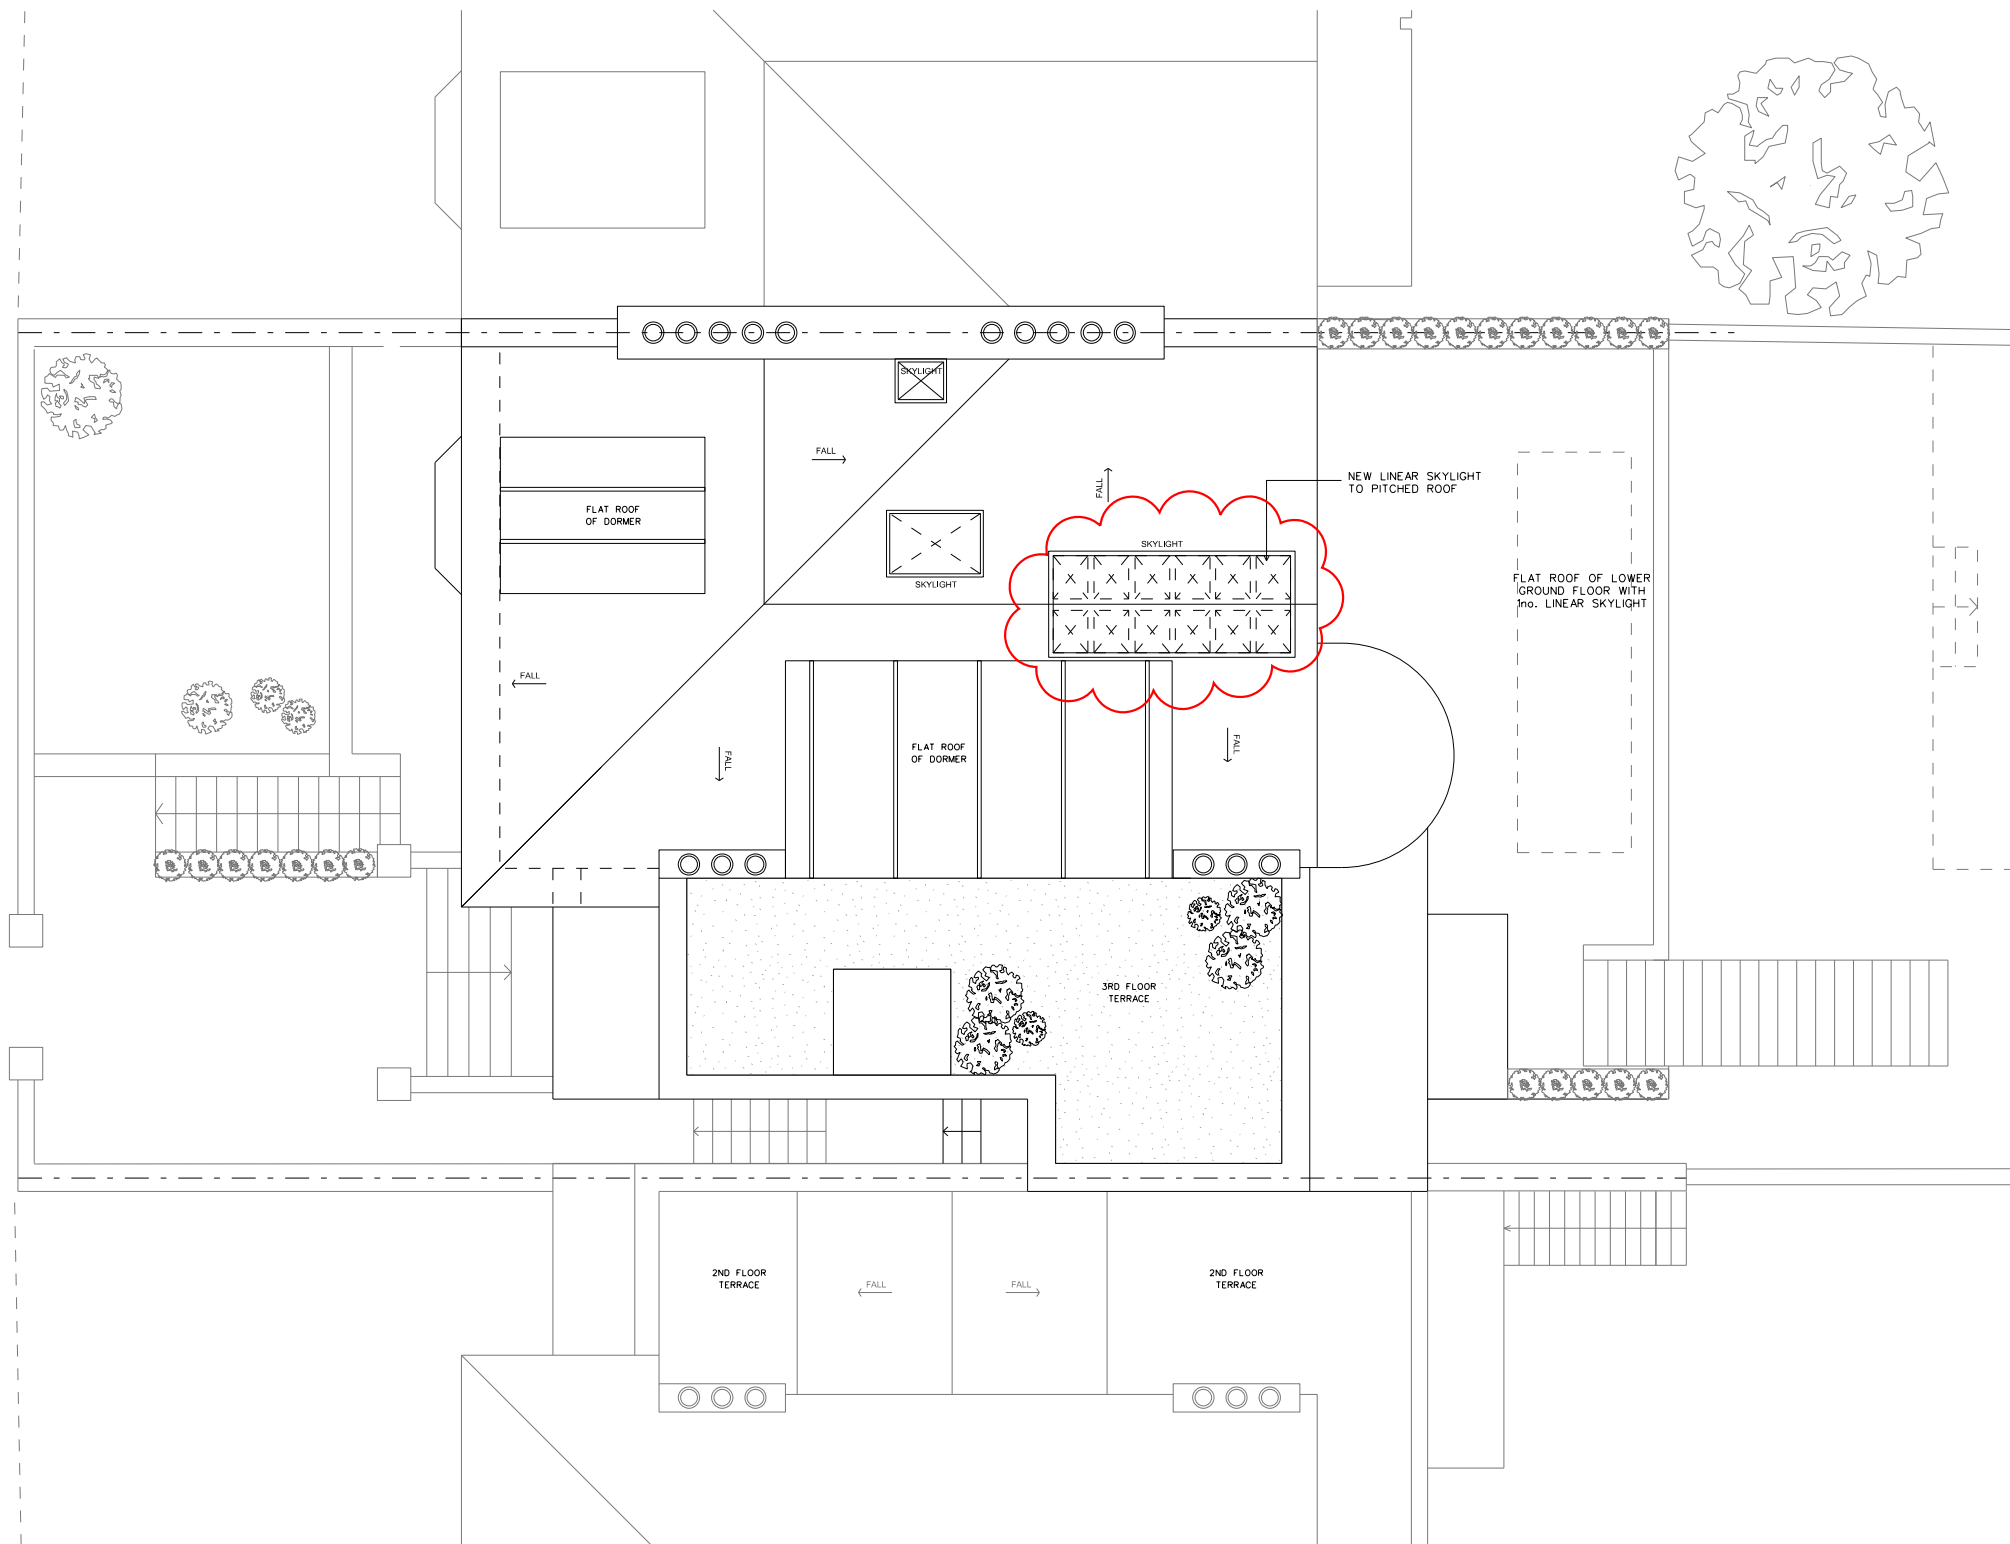 SKYLIGHT
FALL
FALL
NEW LINEAR SKYLIGHT
TO PITCHED ROOF
FLAT ROOF
OF DORMER
SKYLIGHT
SKYLIGHT
FLAT ROOF OF LOWER
GROUND FLOOR WITH
1no. LINEAR SKYLIGHT
FALL
FALL
FLAT ROOF
OF DORMER
FALL
3RD FLOOR
TERRACE
2ND FLOOR
TERRACE
FALL
FALL
2ND FLOOR
TERRACE